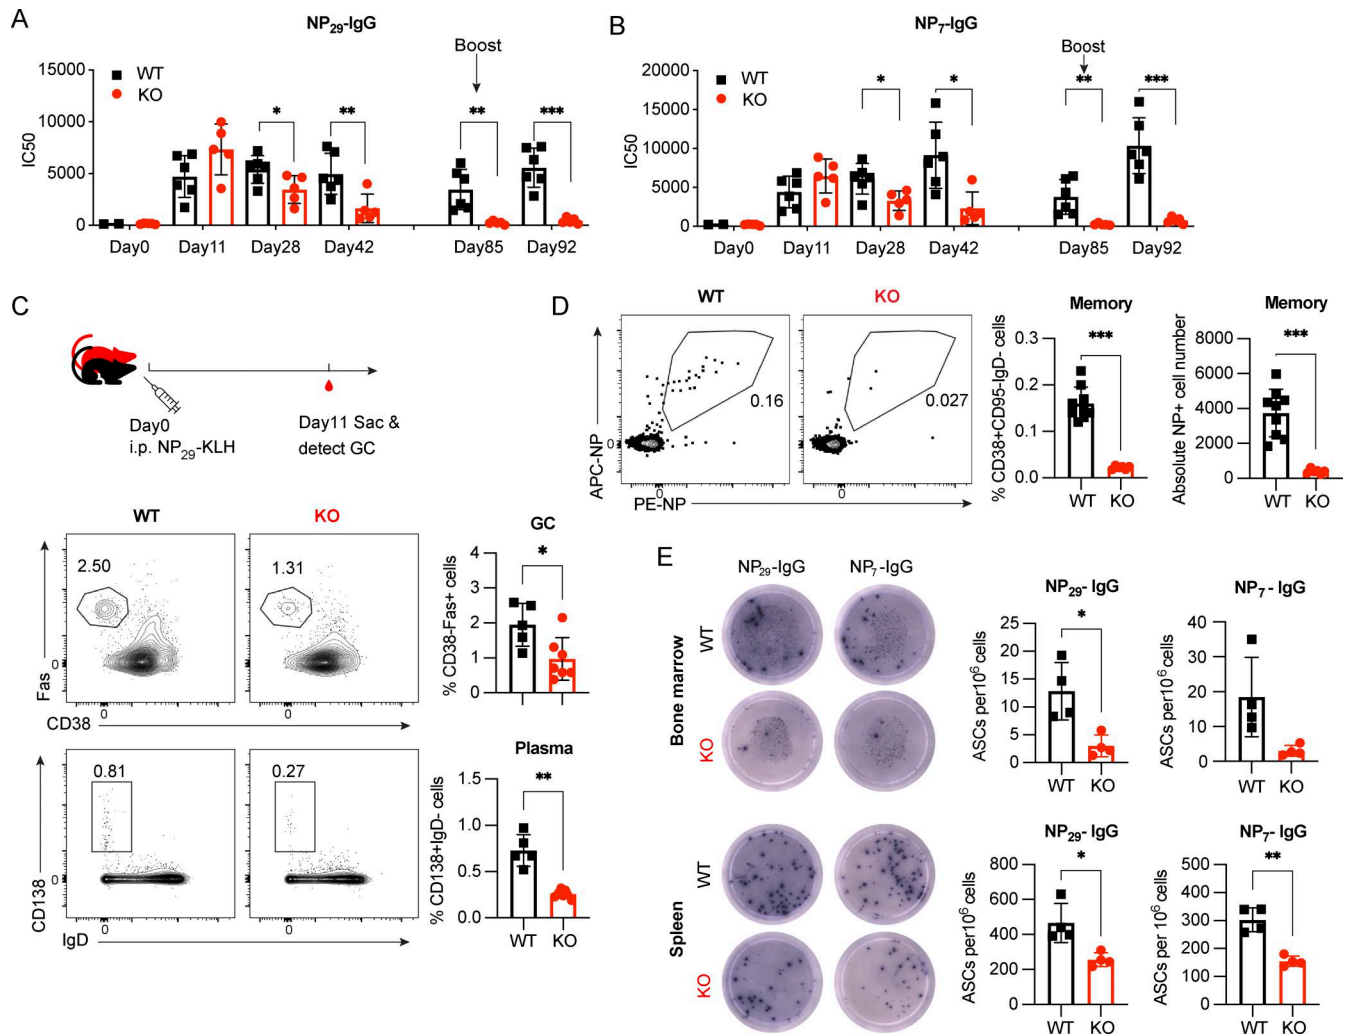 A
NP29-IgG
Boost
WT
KO
IC50
15000
10000
5000
0
* ** ** ***
Day0 Day11 Day28 Day42 Day85 Day92
B
NP7-IgG
Boost
WT
KO
IC50
20000
15000
10000
5000
0
* * ** ***
Day0 Day11 Day28 Day42 Day85 Day92
C
Day0
i.p. NP29-KLH
Day11 Sac &
detect GC
WT KO
2.50 1.31
Fas
0
0 0
CD38
GC
*
% CD38-Fas+ cells
4
3
2
1
0
0.81 0.27
CD138
0
0 0
IgD
Plasma
**
% CD138+IgD- cells
1.5
1.0
0.5
0.0
WT KO
D
WT KO
0.16 0.027
APC-NP
0
0 0
PE-NP
Memory
***
% CD38+CD95-IgD- cells
0.3
0.2
0.1
0.0
WT KO
Memory
***
Absolute NP+ cell number
8000
6000
4000
2000
0
WT KO
E
NP29-IgG NP7-IgG
Bone marrow
WT
KO
NP29- IgG
*
ASCs per10^6 cells
25
20
15
10
5
0
WT KO
NP7 - IgG
ASCs per10^6 cells
40
30
20
10
0
WT KO
Spleen
WT
KO
NP29- IgG
*
ASCs per10^6 cells
800
600
400
200
0
WT KO
NP7- IgG
**
ASCs per 10^6 cells
500
400
300
200
100
0
WT KO